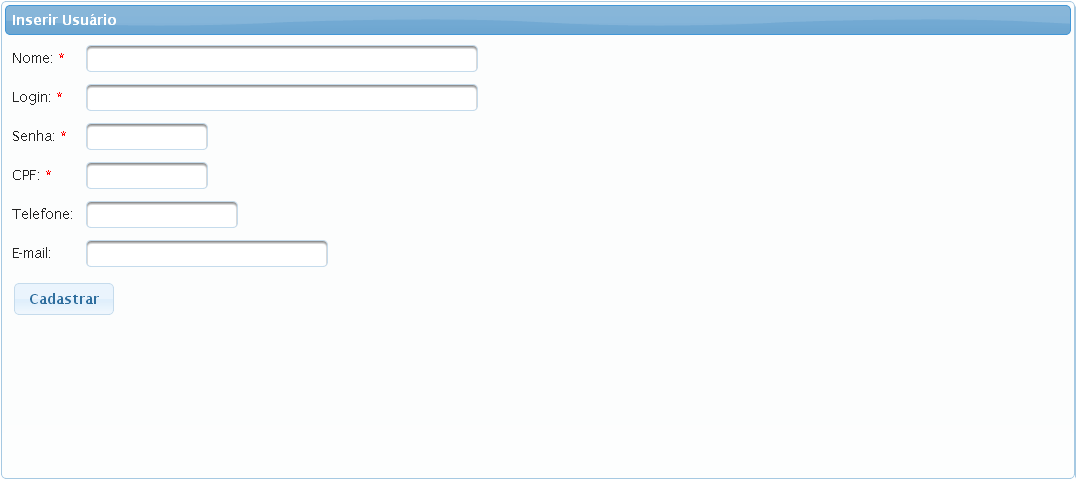 Inserir Usuário
Nome: *
Login: *
Senha: *
CPF: *
Telefone:
E-mail:
Cadastrar